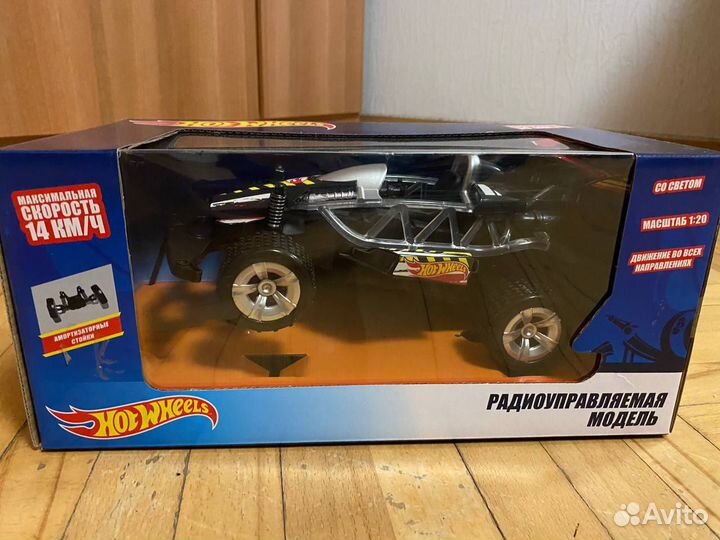 HOT WHEELS
МАКСИМАЛЬНАЯ
СКОРОСТЬ
14 КМ/Ч
АМОРТИЗАТОРНЫЕ
СТОЙКИ
HOT WHEELS
HOT WHEELS
СО СВЕТОМ
МАСШТАБ 1:20
ДВИЖЕНИЕ ВО ВСЕХ
НАПРАВЛЕНИЯХ
РАДИОУПРАВЛЯЕМАЯ
МОДЕЛЬ
Avito